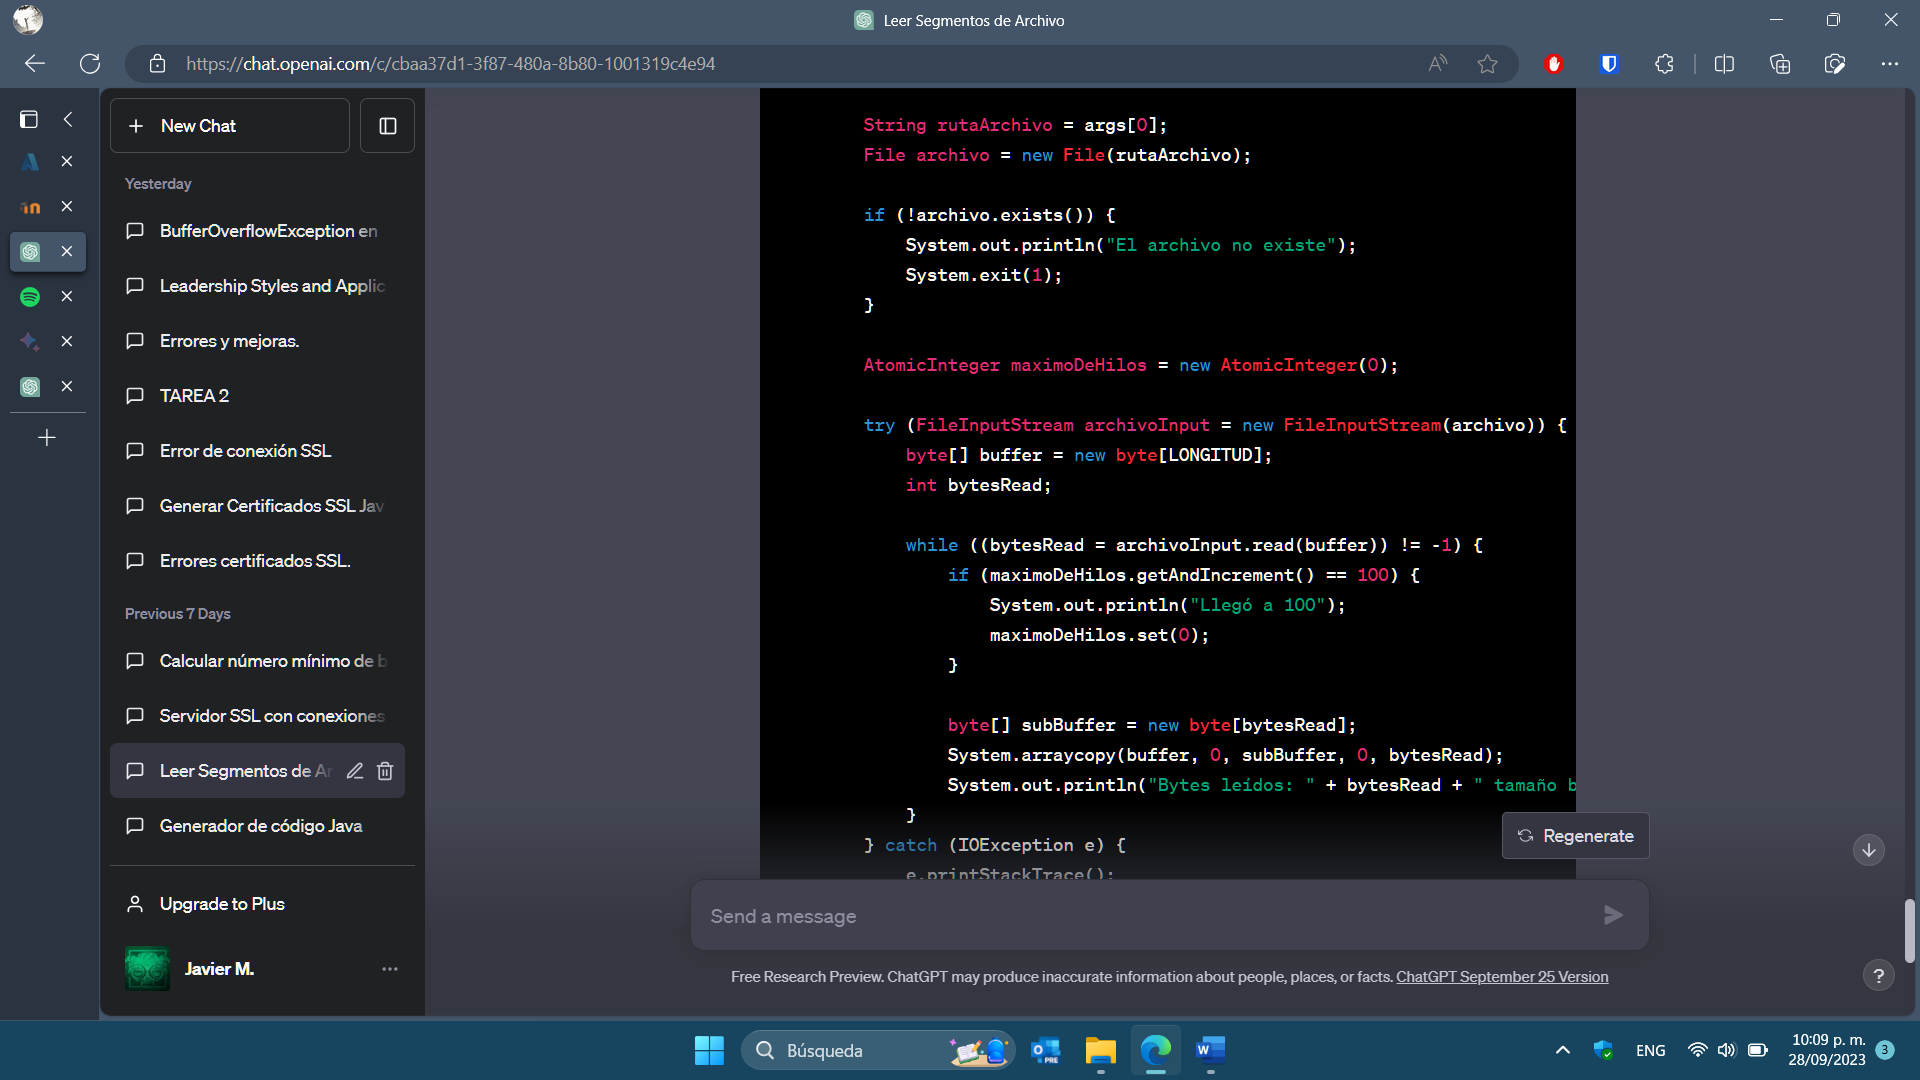 Leer Segmentos de Archivo
https://chat.openai.com/c/cbaa37d1-3f87-480a-8b80-1001319c4e94
New Chat
Yesterday
BufferOverflowException en
Leadership Styles and Applic
Errores y mejoras.
TAREA 2
Error de conexión SSL
Generar Certificados SSL Jav
Errores certificados SSL.
Previous 7 Days
Calcular número mínimo de b
Servidor SSL con conexiones
Leer Segmentos de Ar
Generador de código Java
Upgrade to Plus
Javier M.
String rutaArchivo = args[0];
File archivo = new File(rutaArchivo);
if (!archivo.exists()) {
System.out.println("El archivo no existe");
System.exit(1);
}
AtomicInteger maximoDeHilos = new AtomicInteger(0);
try (FileInputStream archivoInput = new FileInputStream(archivo)) {
byte[] buffer = new byte[LONGITUD];
int bytesRead;
while ((bytesRead = archivoInput.read(buffer)) != -1) {
if (maximoDeHilos.getAndIncrement() == 100) {
System.out.println("Llegó a 100");
maximoDeHilos.set(0);
}
byte[] subBuffer = new byte[bytesRead];
System.arraycopy(buffer, 0, subBuffer, 0, bytesRead);
System.out.println("Bytes leídos: " + bytesRead + " tamaño b
}
} catch (IOException e) {
e.printStackTrace();
Regenerate
Send a message
Free Research Preview. ChatGPT may produce inaccurate information about people, places, or facts. ChatGPT September 25 Version
?
Búsqueda
PRE
ENG
10:09 p. m.
28/09/2023
3